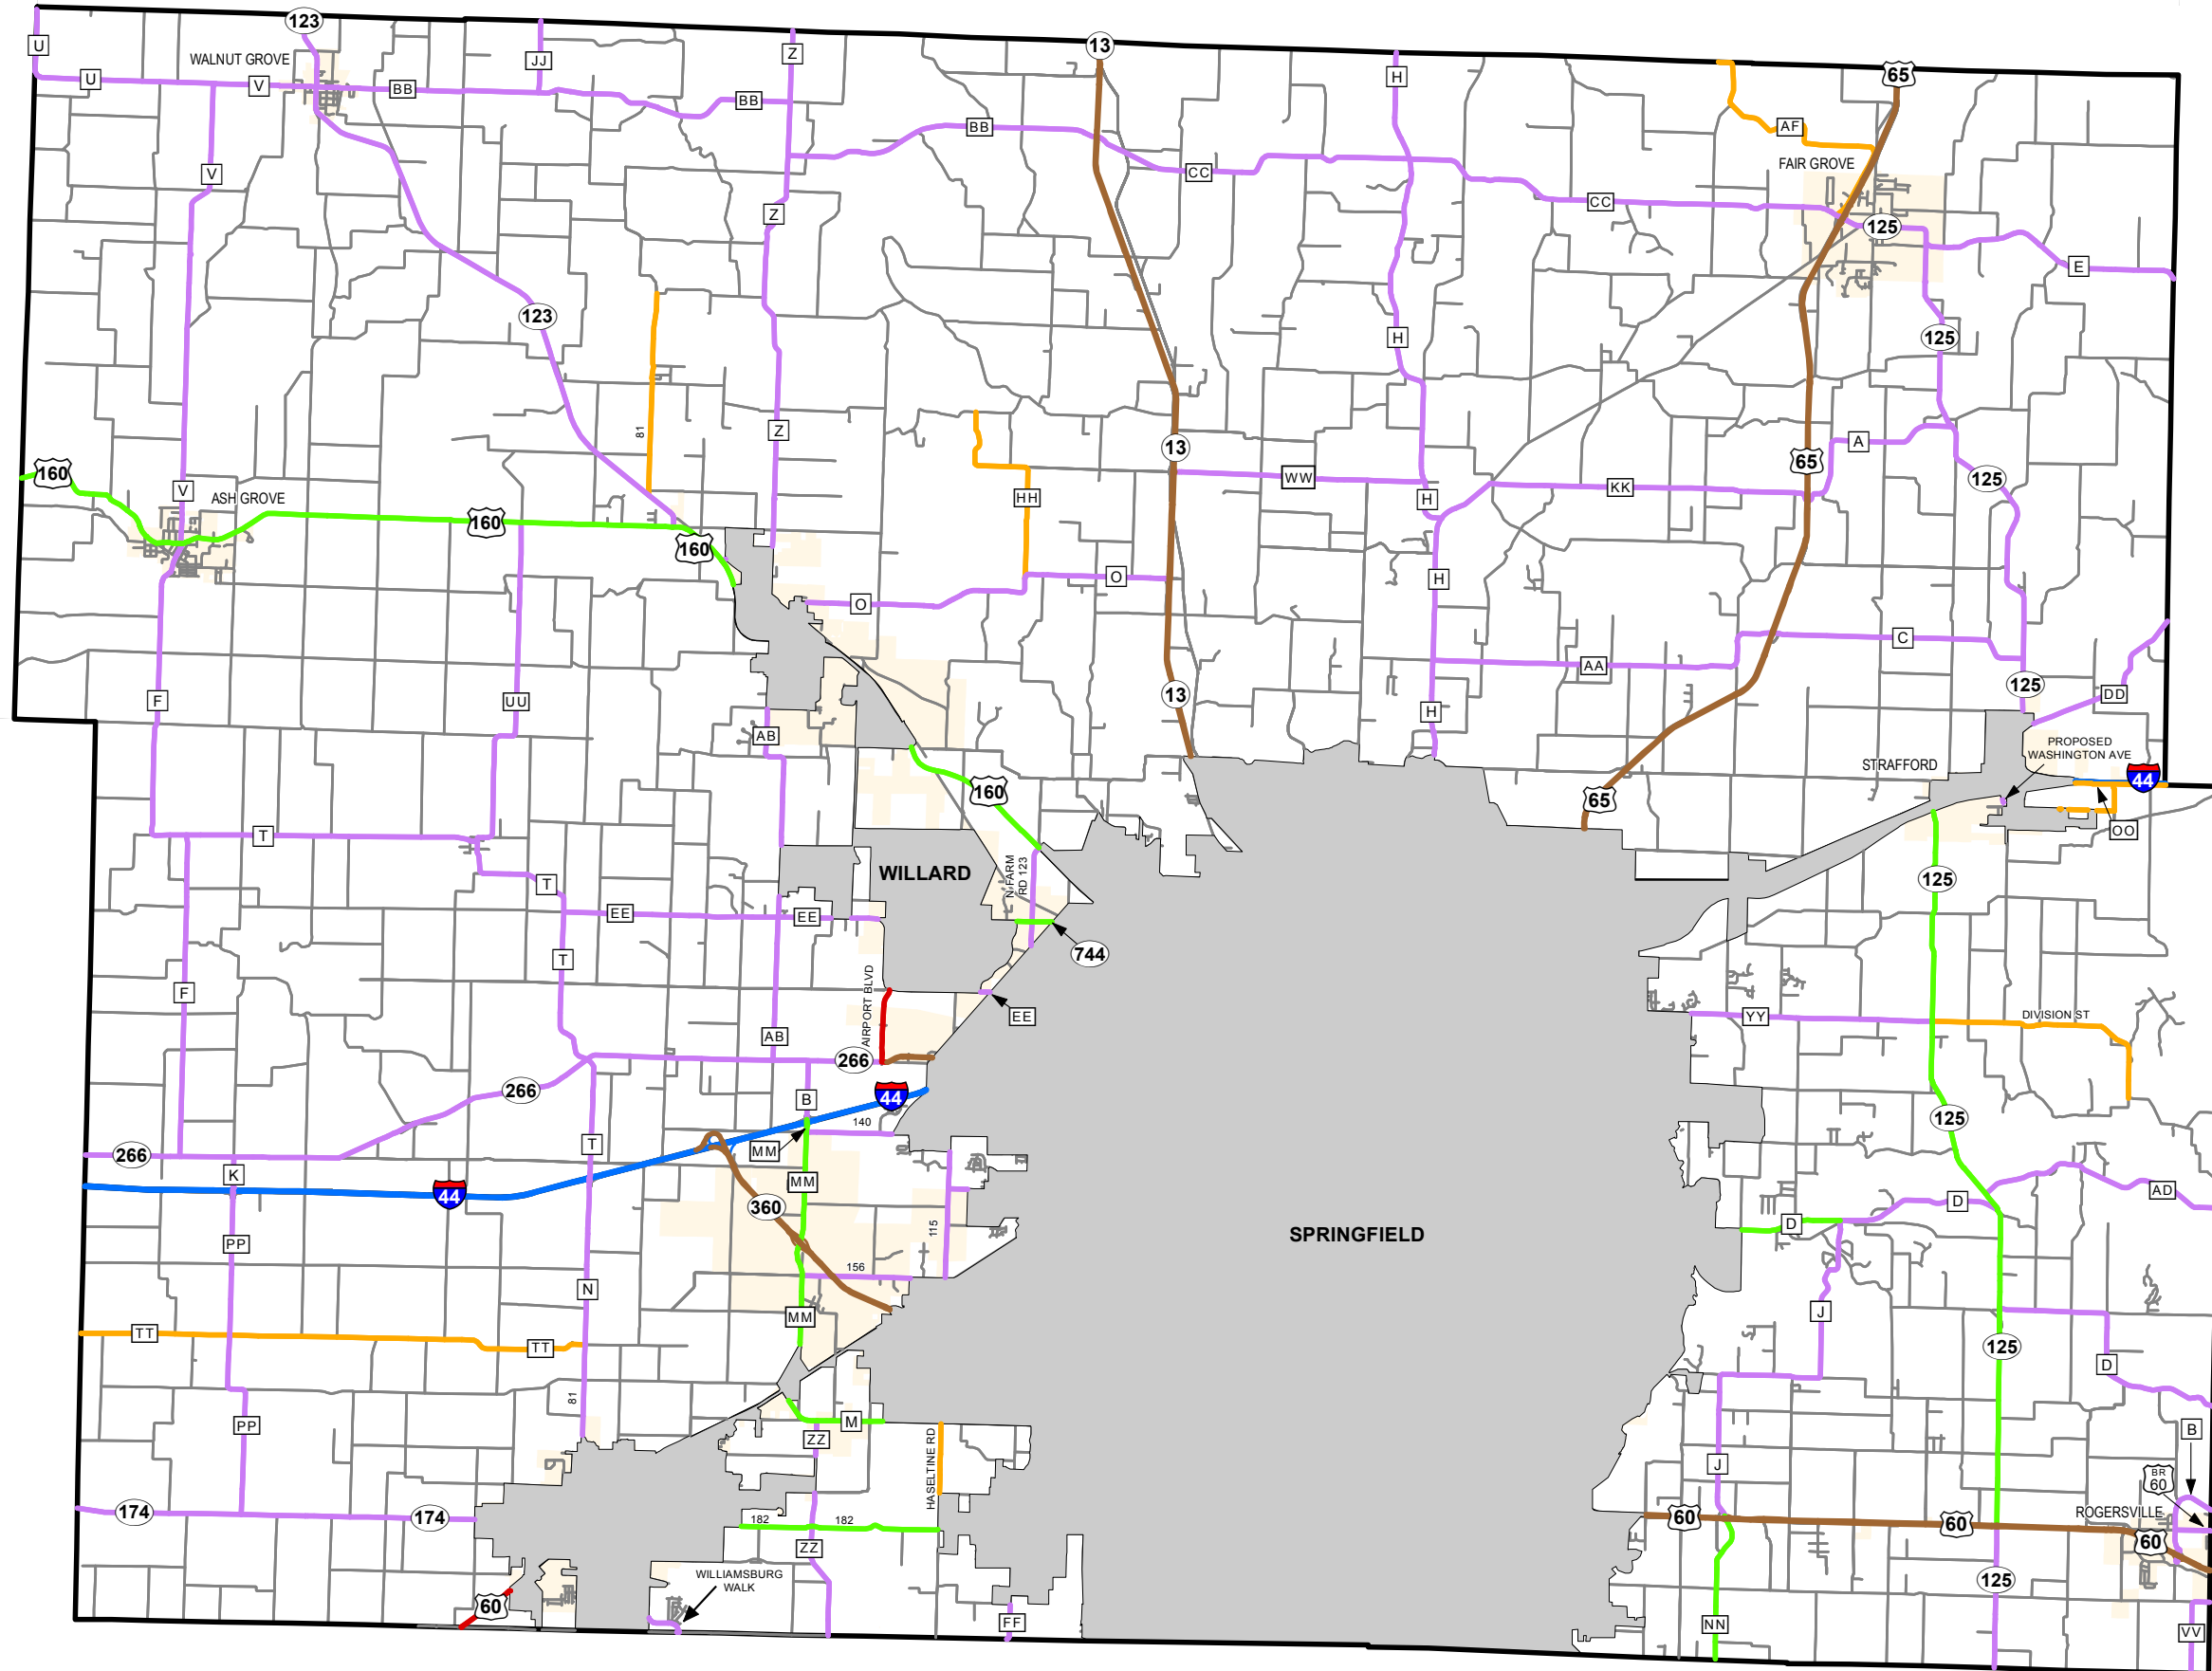 123
13
65
U
WALNUT GROVE
JJ
Z
H
U
V
BB
BB
BB
AF
FAIR GROVE
V
CC
CC
Z
125
E
123
H
125
81
Z
13
A
65
160
V
ASH GROVE
HH
WW
H
KK
125
160
160
O
O
H
C
AA
F
UU
13
125
DD
H
AB
PROPOSED
WASHINGTON AVE
STRAFFORD
44
160
65
OO
T
WILLARD
N FARM
RD 123
125
T
EE
EE
744
T
F
AIRPORT BLVD
EE
YY
DIVISION ST
AB
266
266
B
44
140
125
266
T
MM
K
44
MM
360
115
D
D
AD
PP
SPRINGFIELD
156
N
MM
J
TT
TT
125
D
81
PP
M
ZZ
HASELTINE RD
B
J
BR
60
174
174
182
182
60
60
ROGERSVILLE
60
ZZ
WILLIAMSBURG
WALK
125
60
FF
NN
VV